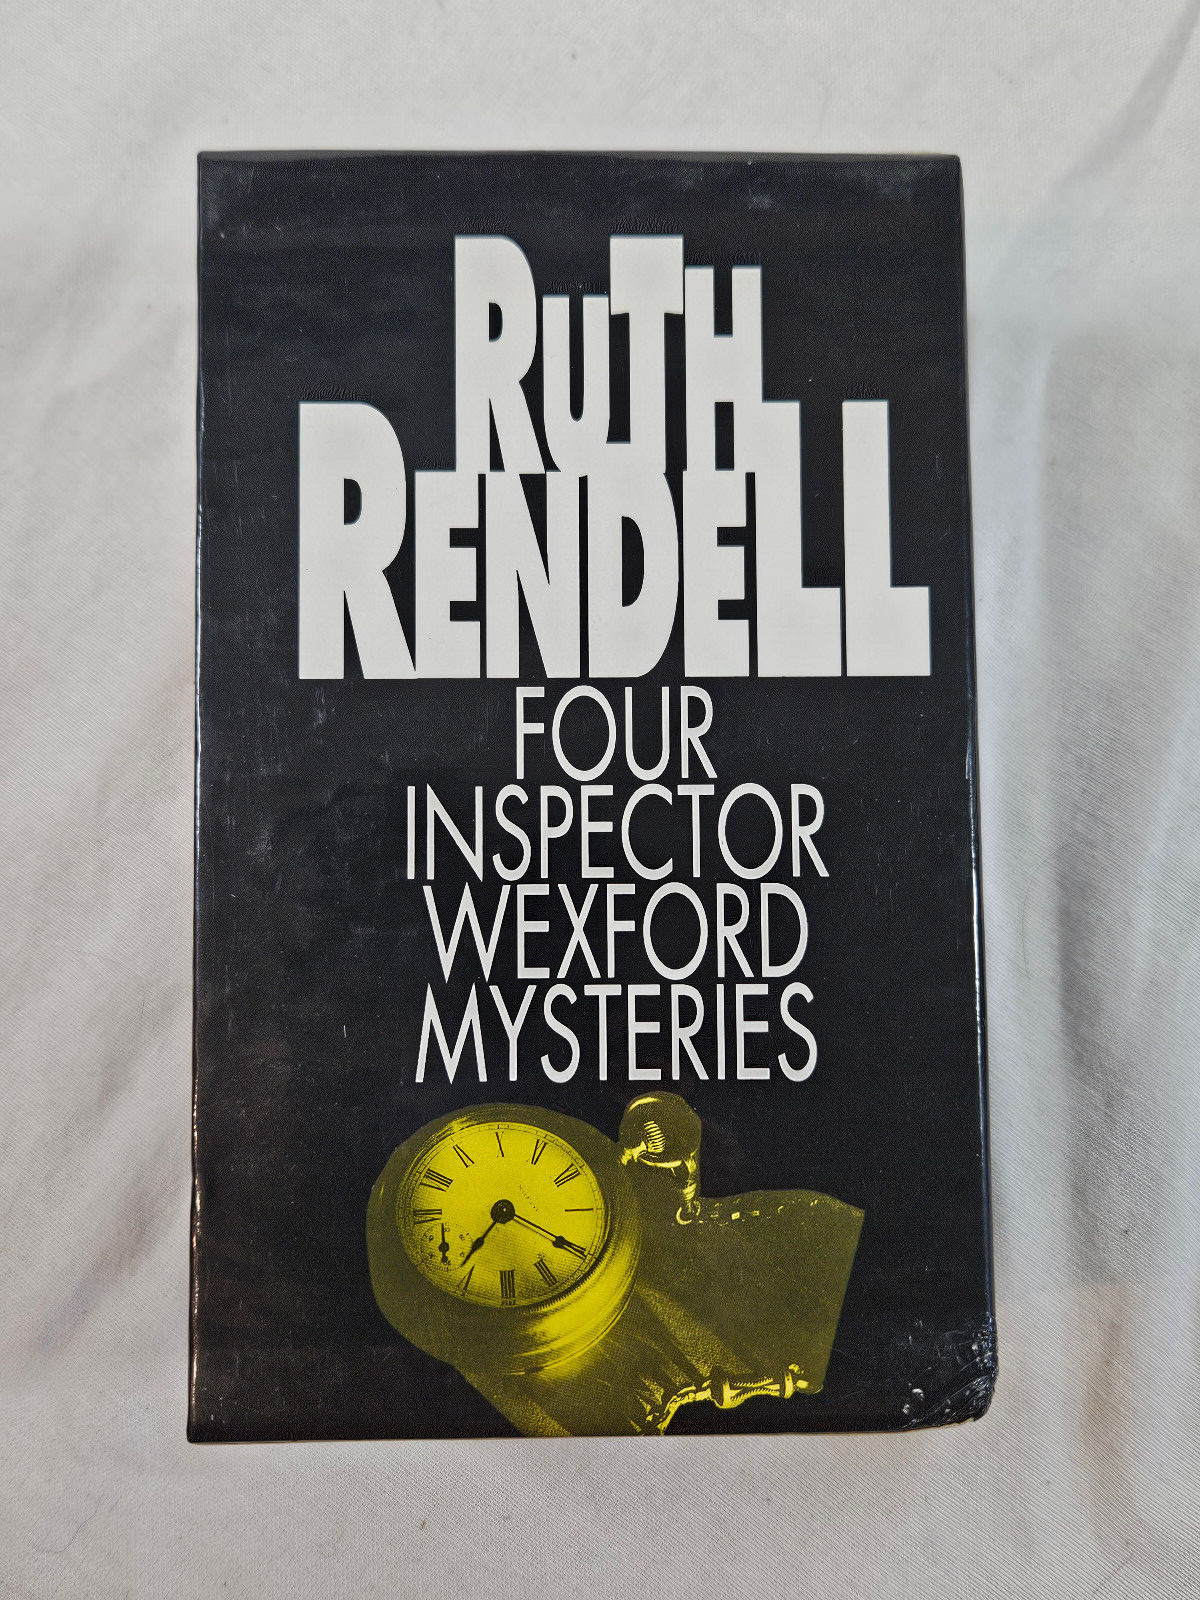 RUTH
RENDELL
FOUR
INSPECTOR
WEXFORD
MYSTERIES